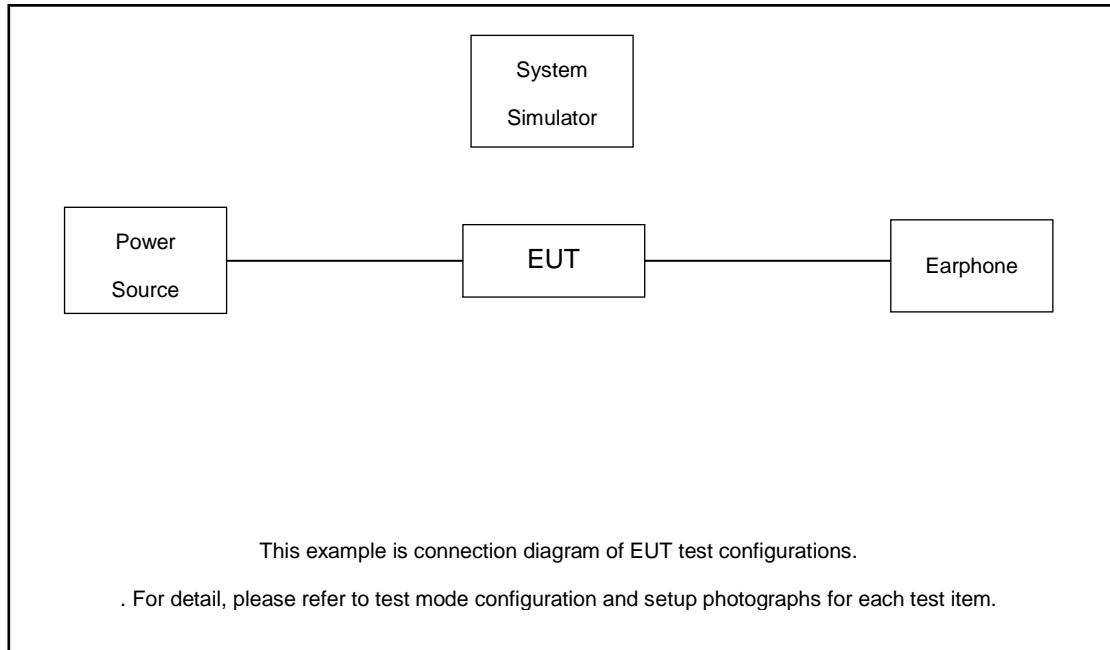 System
Simulator
Power
Source
EUT
Earphone
This example is connection diagram of EUT test configurations.
. For detail, please refer to test mode configuration and setup photographs for each test item.